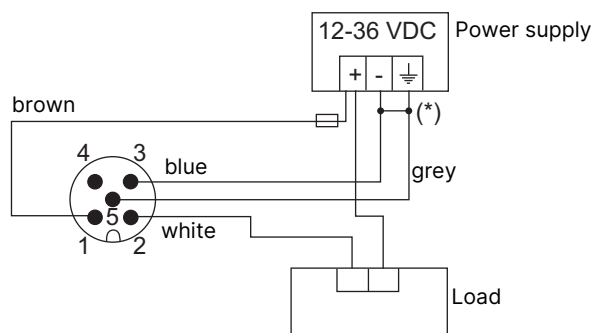 12-36 VDC Power supply
+ -
brown
(*)
4 3
blue
grey
5
white
1 2
Load